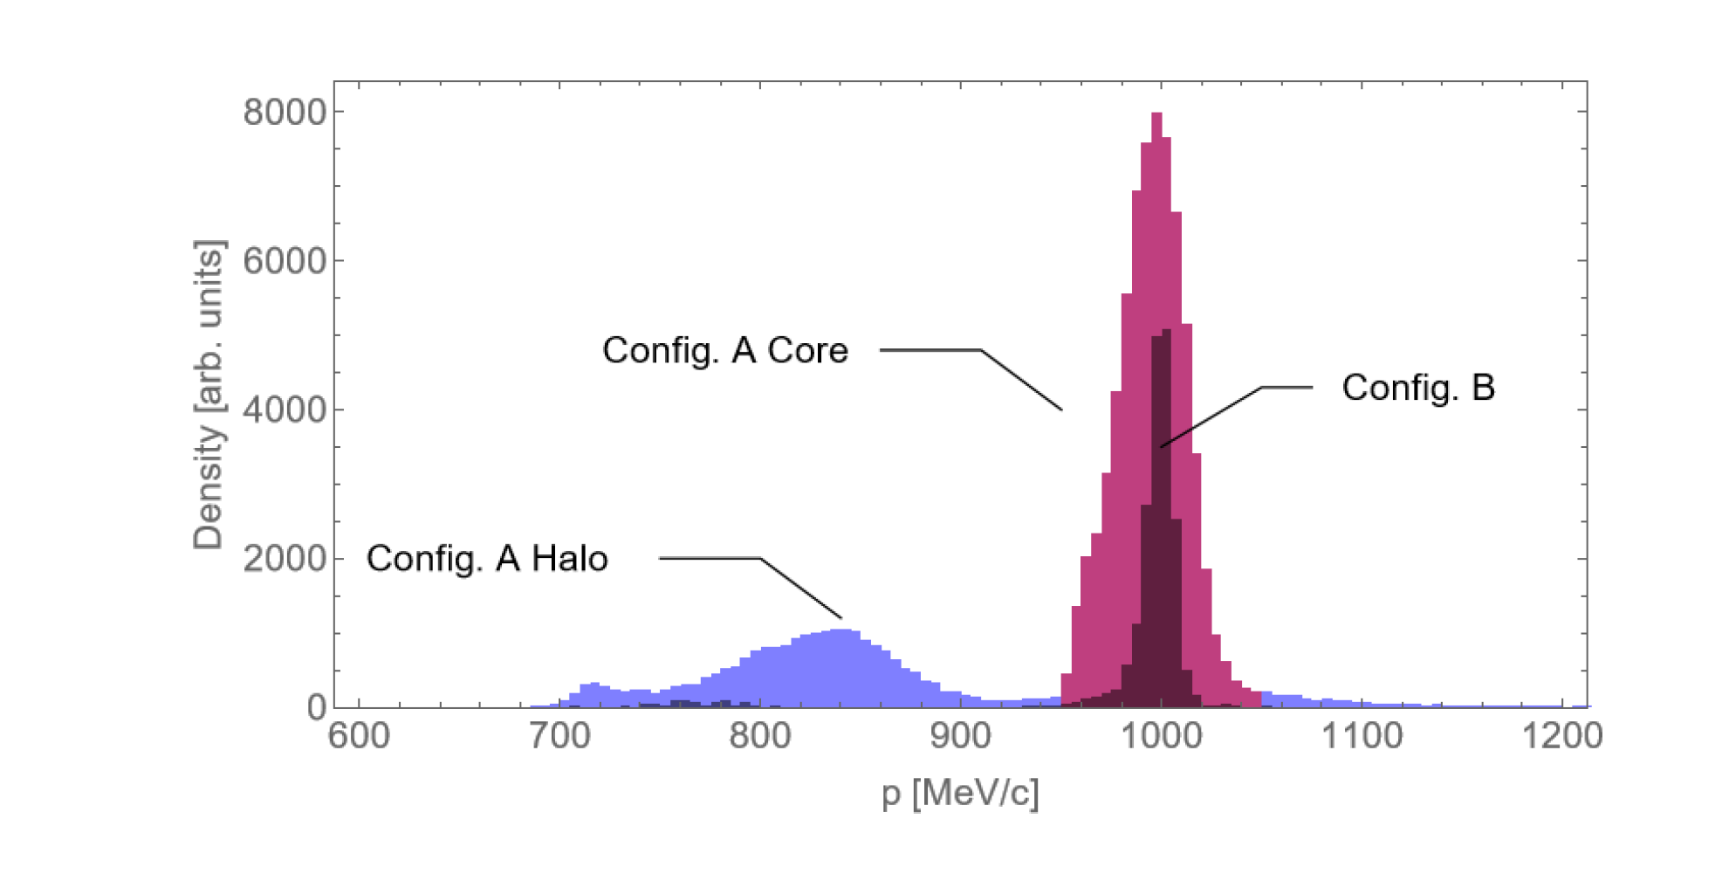 8000
6000
4000
2000
0
Density [arb. units]
Config. A Core
Config. B
Config. A Halo
600 700 800 900 1000 1100 1200
p [MeV/c]